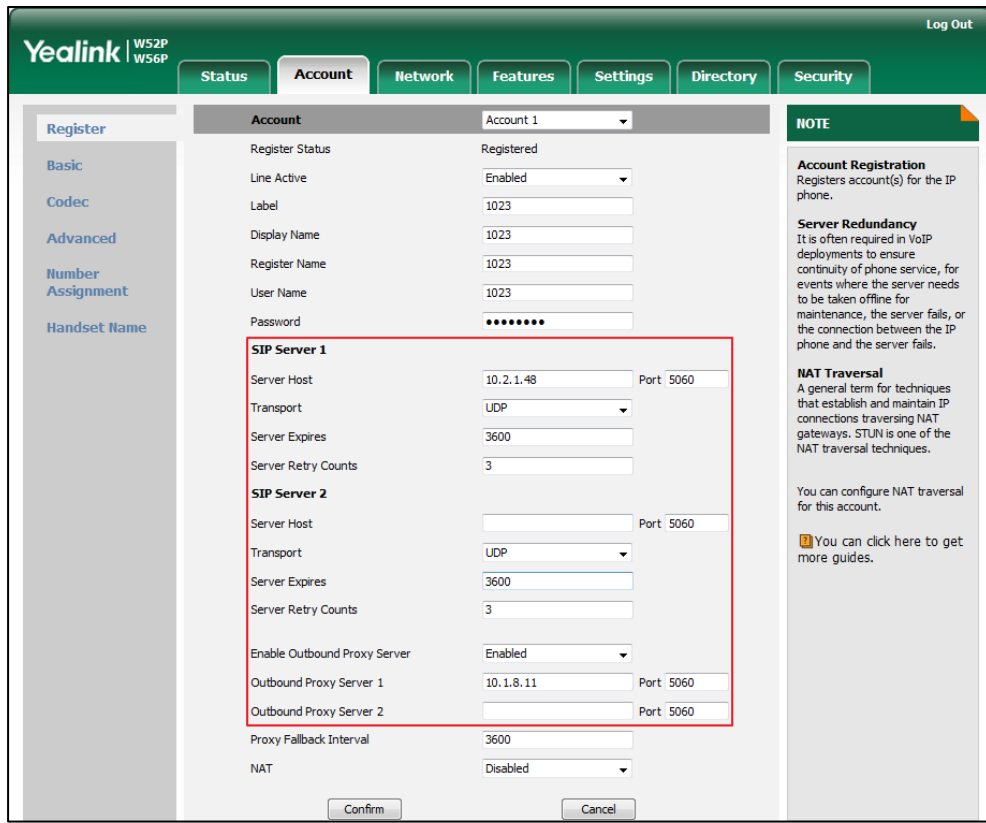 Log Out
Yealink | W52P
W56P
Status Account Network Features Settings Directory Security
Register
Basic
Codec
Advanced
Number
Assignment
Handset Name
Account Account 1
Register Status Registered
Line Active Enabled
Label 1023
Display Name 1023
Register Name 1023
User Name 1023
Password ••••••••
SIP Server 1
Server Host 10.2.1.48 Port 5060
Transport UDP
Server Expires 3600
Server Retry Counts 3
SIP Server 2
Server Host Port 5060
Transport UDP
Server Expires 3600
Server Retry Counts 3
Enable Outbound Proxy Server Enabled
Outbound Proxy Server 1 10.1.8.11 Port 5060
Outbound Proxy Server 2 Port 5060
Proxy Fallback Interval 3600
NAT Disabled
Confirm Cancel
NOTE
Account Registration
Registers account(s) for the IP
phone.
Server Redundancy
It is often required in VoIP
deployments to ensure
continuity of phone service, for
events where the server needs
to be taken offline for
maintenance, the server fails, or
the connection between the IP
phone and the server fails.
NAT Traversal
A general term for techniques
that establish and maintain IP
connections traversing NAT
gateways. STUN is one of the
NAT traversal techniques.
You can configure NAT traversal
for this account.
? You can click here to get
more guides.